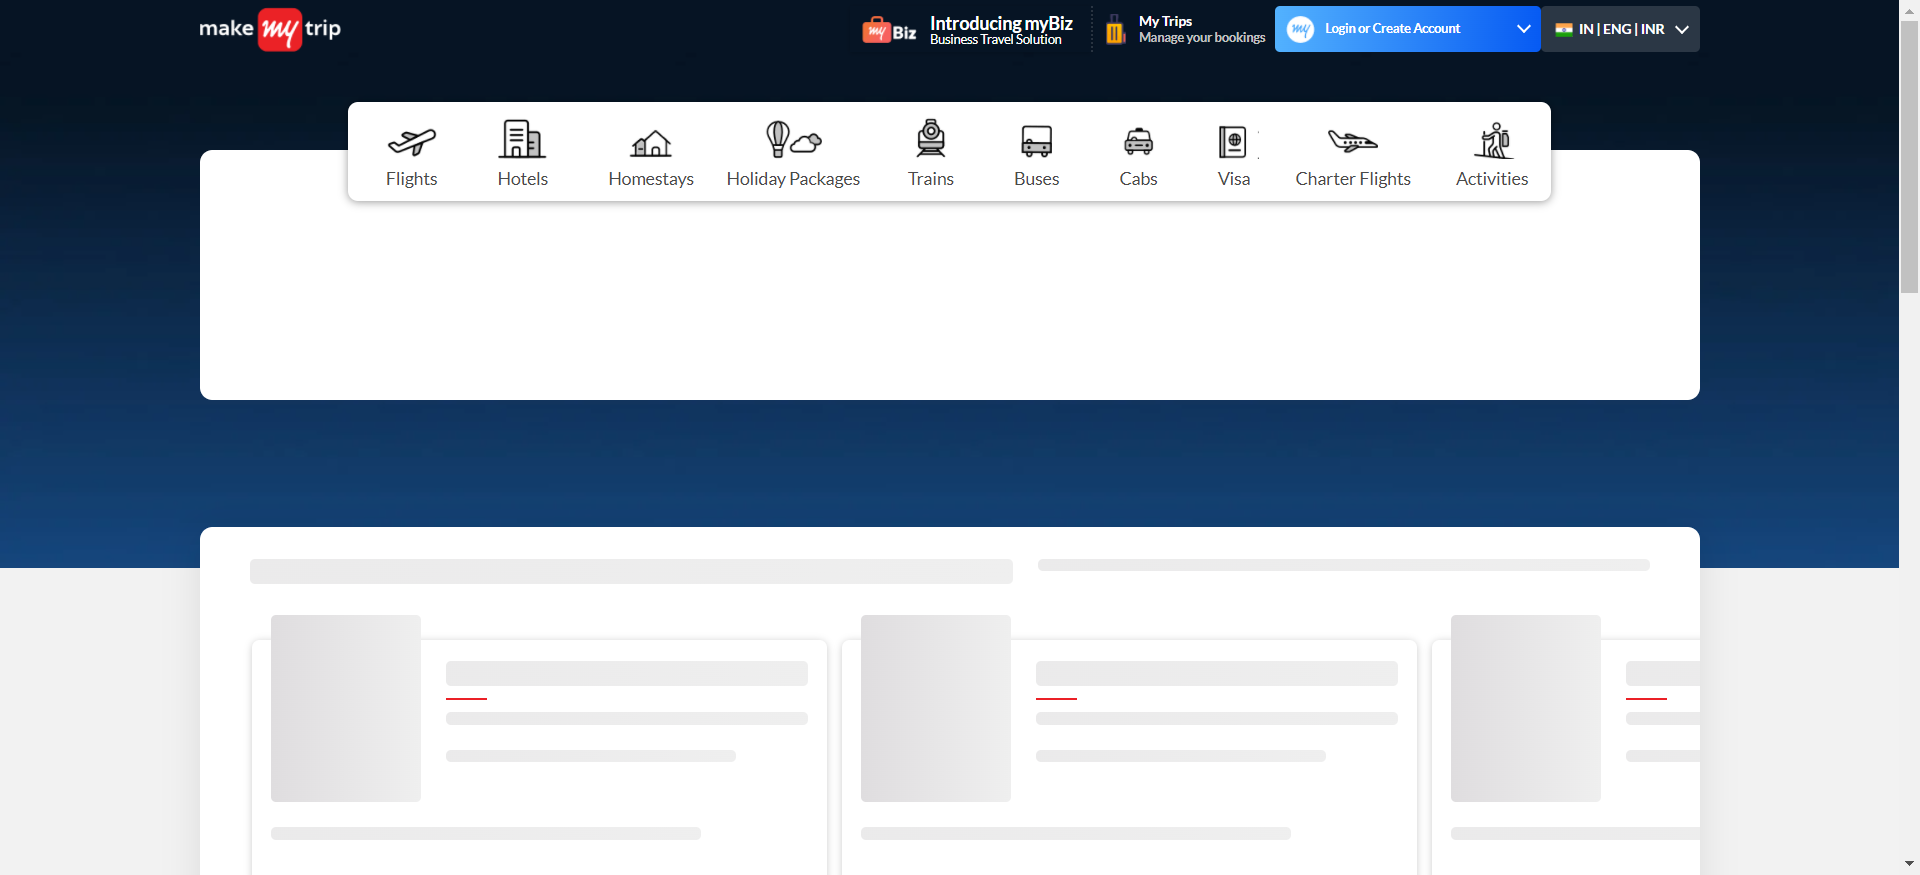 make my trip
my Biz
Introducing myBiz
Business Travel Solution
My Trips
Manage your bookings
my
Login or Create Account
IN | ENG | INR
Flights
Hotels
Homestays
Holiday Packages
Trains
Buses
Cabs
Visa
Charter Flights
Activities